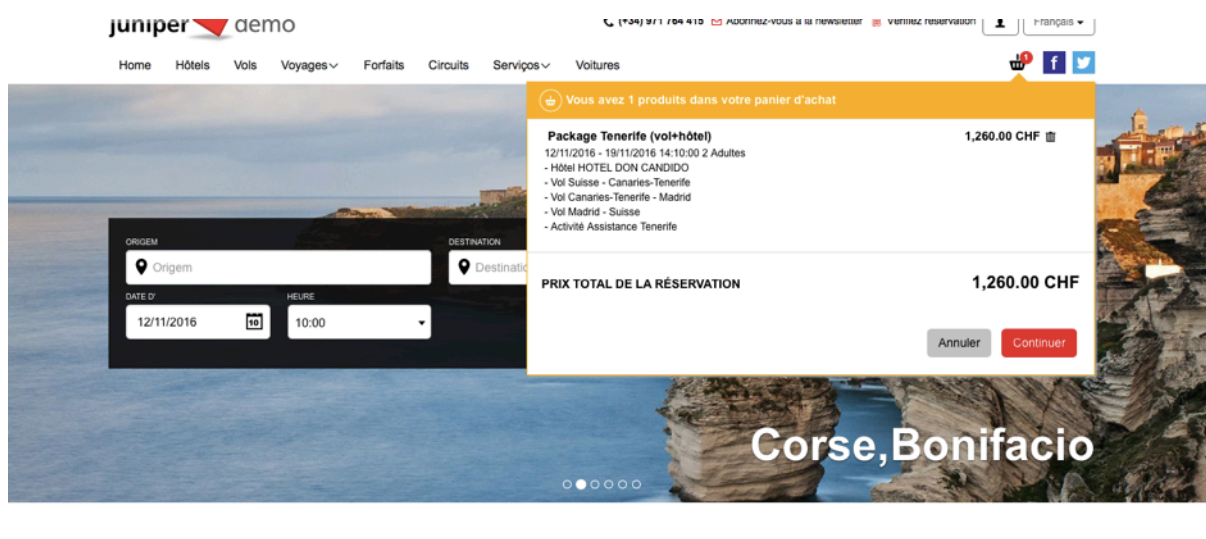 juniper demo
(+34) 971 764 415 Abonnez-vous à la newsletter Vérifiez réservation Français
Home Hôtels Vols Voyages Forfaits Circuits Serviços Voitures
1
Vous avez 1 produits dans votre panier d'achat
Package Tenerife (vol+hôtel) 1,260.00 CHF
12/11/2016 - 19/11/2016 14:10:00 2 Adultes
- Hôtel HOTEL DON CANDIDO
- Vol Suisse - Canaries-Tenerife
- Vol Canaries-Tenerife - Madrid
- Vol Madrid - Suisse
- Activité Assistance Tenerife
PRIX TOTAL DE LA RÉSERVATION 1,260.00 CHF
Annuler Continuer
ORIGEM DESTINATION
Origem Destinatio
DATE D' HEURE
12/11/2016 10 10:00
Corse,Bonifacio